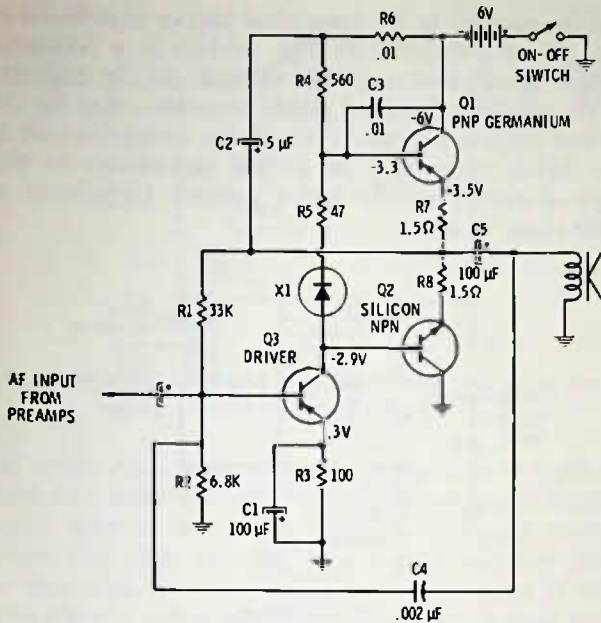 6V
R6
.01
ON-OFF
SIWTCH
R4
560
C3
.01
Q1
PNP GERMANIUM
-6V
C2
5 µF
-3.3
-3.5V
R5
47
R7
1.5Ω
C5
100 µF
R8
1.5Ω
X1
Q2
SILICON
NPN
R1
33K
Q3
DRIVER
-2.9V
AF INPUT
FROM
PREAMPS
.3V
R2
6.8K
C1
100 µF
R3
100
C4
.002 µF